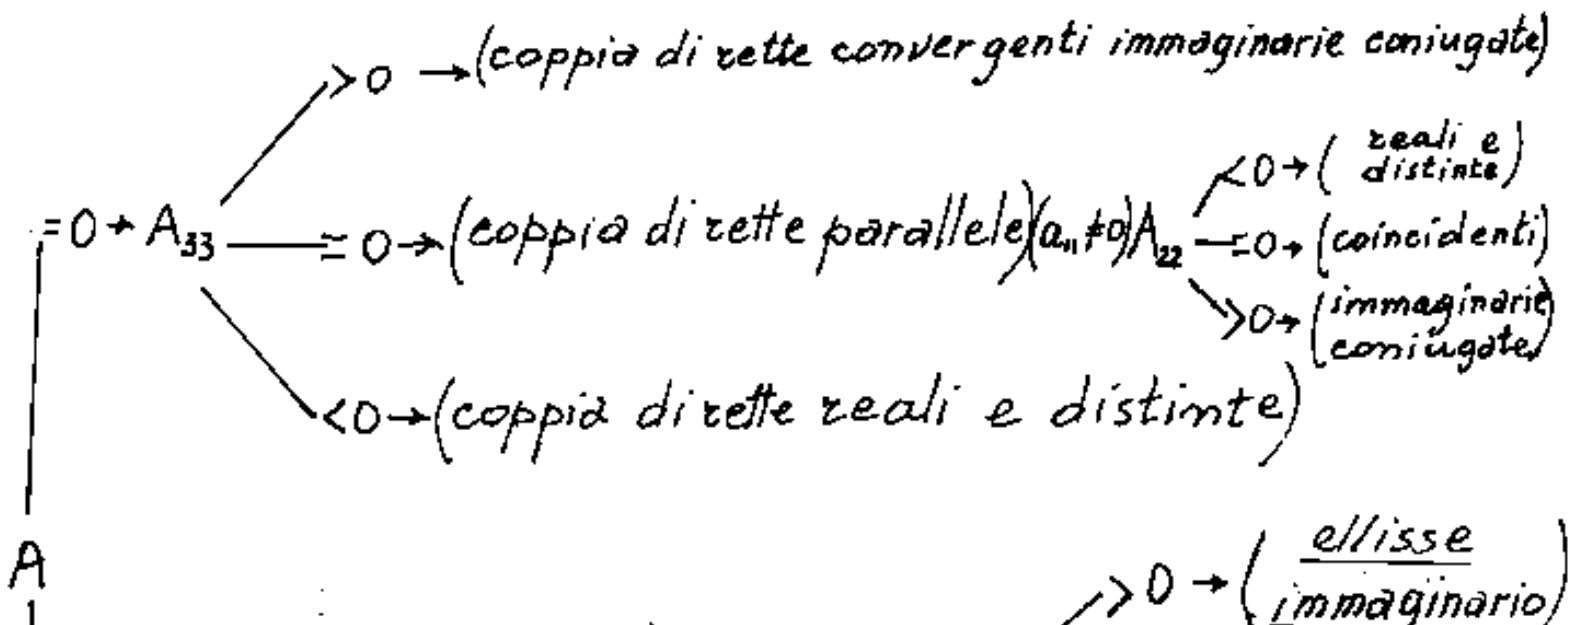 >0 →(coppia di rette convergenti immaginarie coniugate)
=0 → A₃₃
=0 →(coppia di rette parallele)(a₁₁≠0)A₂₂
<0→( reali e
distinte)
=0→(coincidenti)
>0→(immaginarie
coniugate)
<0→(coppia di rette reali e distinte)
A
>0 →( ellisse
immaginario)